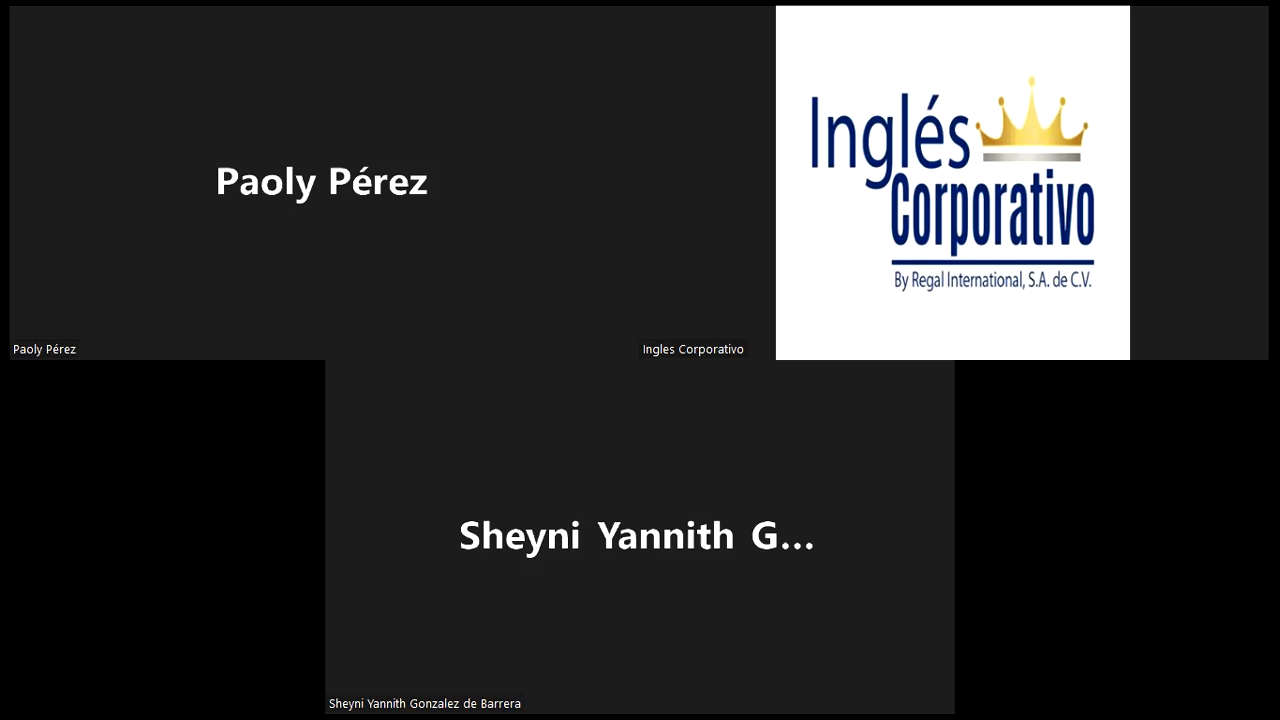 Paoly Pérez
Paoly Pérez
Inglés
Corporativo
By Regal International, S.A. de C.V.
Ingles Corporativo
Sheyni Yannith G...
Sheyni Yannith Gonzalez de Barrera